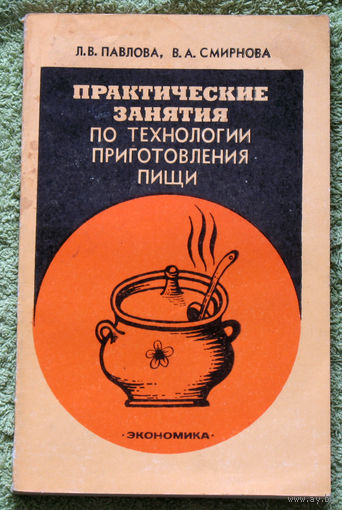 Л.В. ПАВЛОВА, В.А. СМИРНОВА
ПРАКТИЧЕСКИЕ
ЗАНЯТИЯ
ПО ТЕХНОЛОГИИ
ПРИГОТОВЛЕНИЯ
ПИЩИ
·ЭКОНОМИКА·